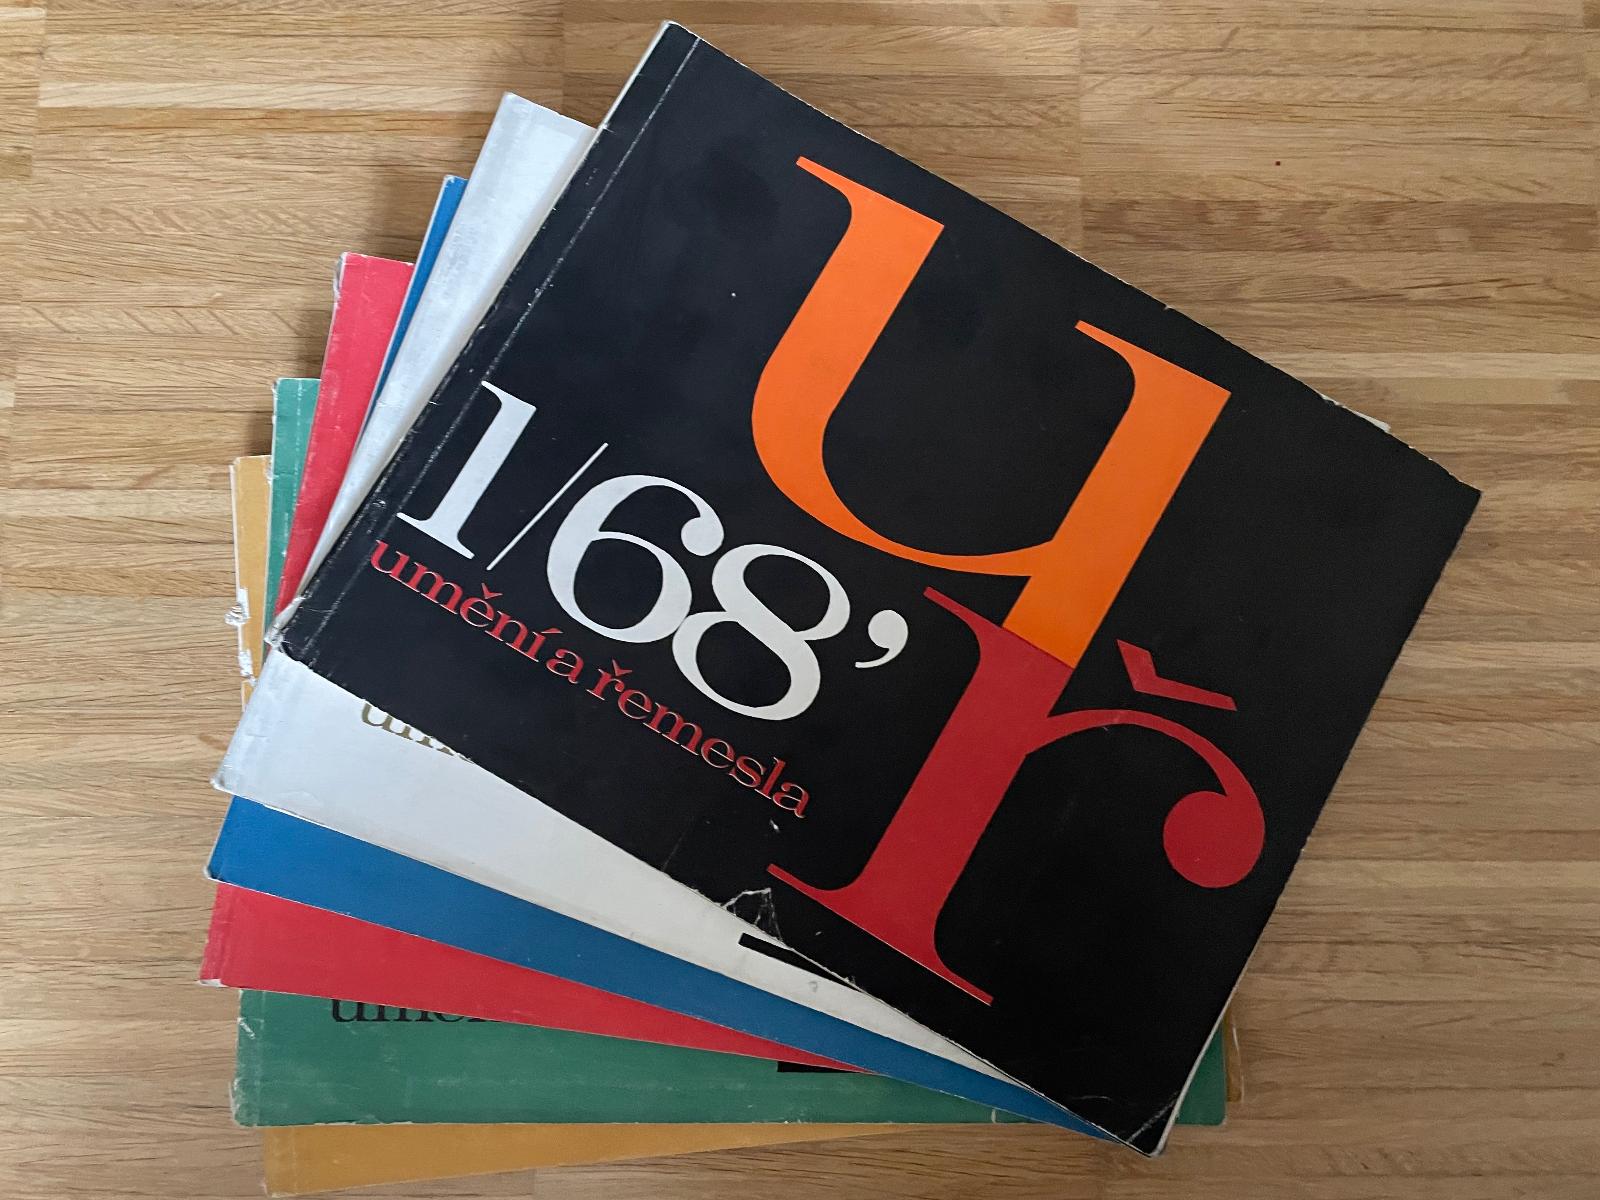 u
ř
1/68’
umění a řemesla